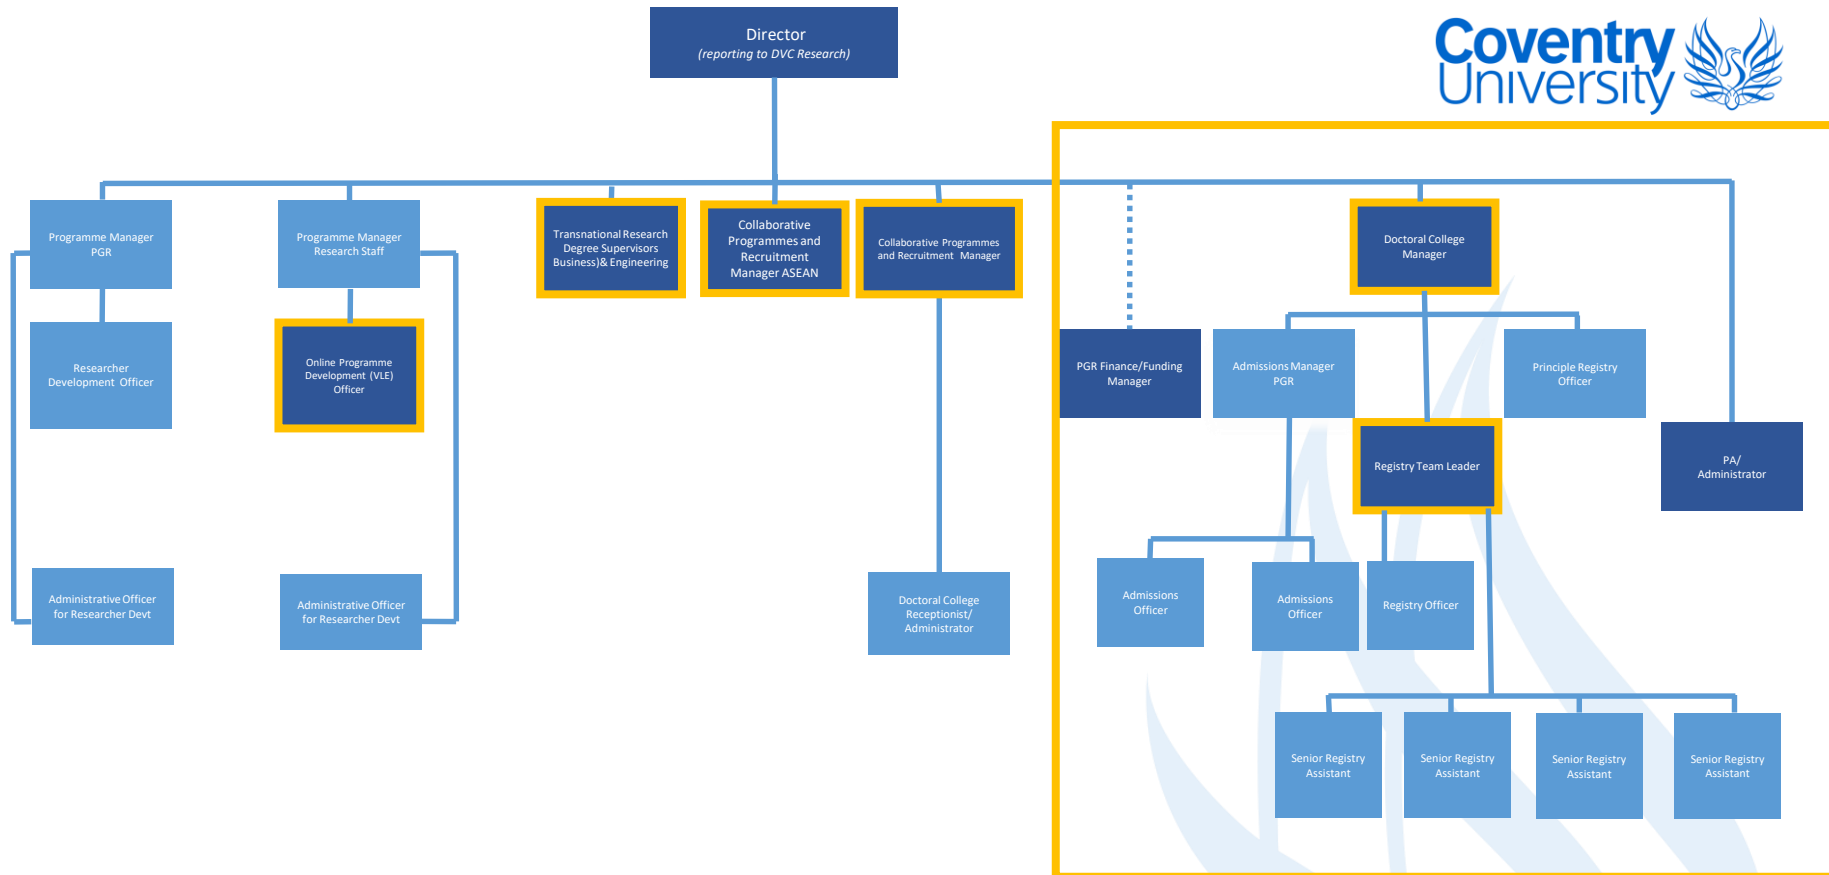 Director
(reporting to DVC Research)
Coventry
University
Programme Manager
PGR
Programme Manager
Research Staff
Transnational Research
Degree Supervisors
Business)& Engineering
Collaborative
Programmes and
Recruitment
Manager ASEAN
Collaborative Programmes
and Recruitment Manager
Doctoral College
Manager
Researcher
Development Officer
Online Programme
Development (VLE)
Officer
PGR Finance/Funding
Manager
Admissions Manager
PGR
Principle Registry
Officer
Registry Team Leader
PA/
Administrator
Administrative Officer
for Researcher Devt
Administrative Officer
for Researcher Devt
Doctoral College
Receptionist/
Administrator
Admissions
Officer
Admissions
Officer
Registry Officer
Senior Registry
Assistant
Senior Registry
Assistant
Senior Registry
Assistant
Senior Registry
Assistant